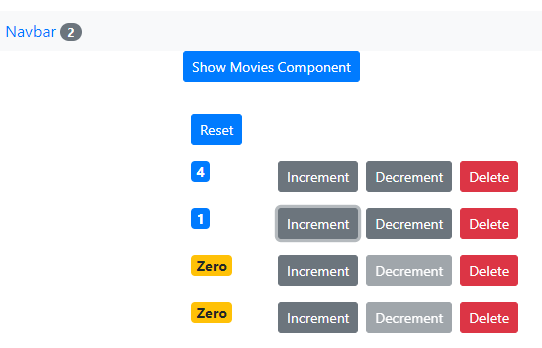 Navbar 2
Show Movies Component
Reset
4 Increment Decrement Delete
1 Increment Decrement Delete
Zero Increment Decrement Delete
Zero Increment Decrement Delete